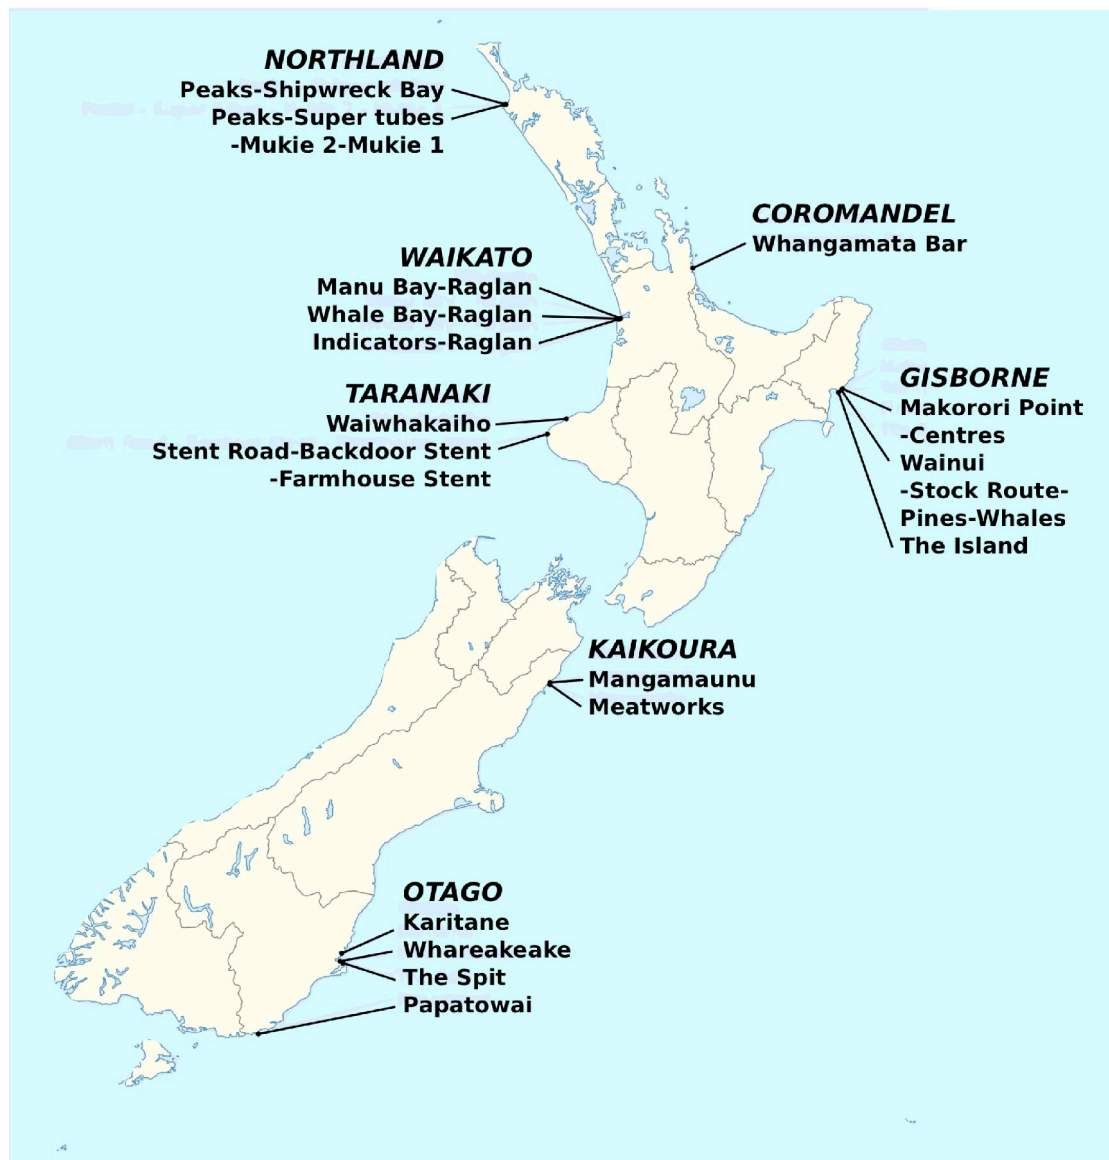 NORTHLAND
Peaks-Shipwreck Bay
Peaks-Super tubes
-Mukie 2-Mukie 1
COROMANDEL
Whangamata Bar
WAIKATO
Manu Bay-Raglan
Whale Bay-Raglan
Indicators-Raglan
TARANAKI
Waiwhakaiho
Stent Road-Backdoor Stent
-Farmhouse Stent
GISBORNE
Makorori Point
-Centres
Wainui
-Stock Route-
Pines-Whales
The Island
KAIKOURA
Mangamaunu
Meatworks
OTAGO
Karitane
Whareakeake
The Spit
Papatowai